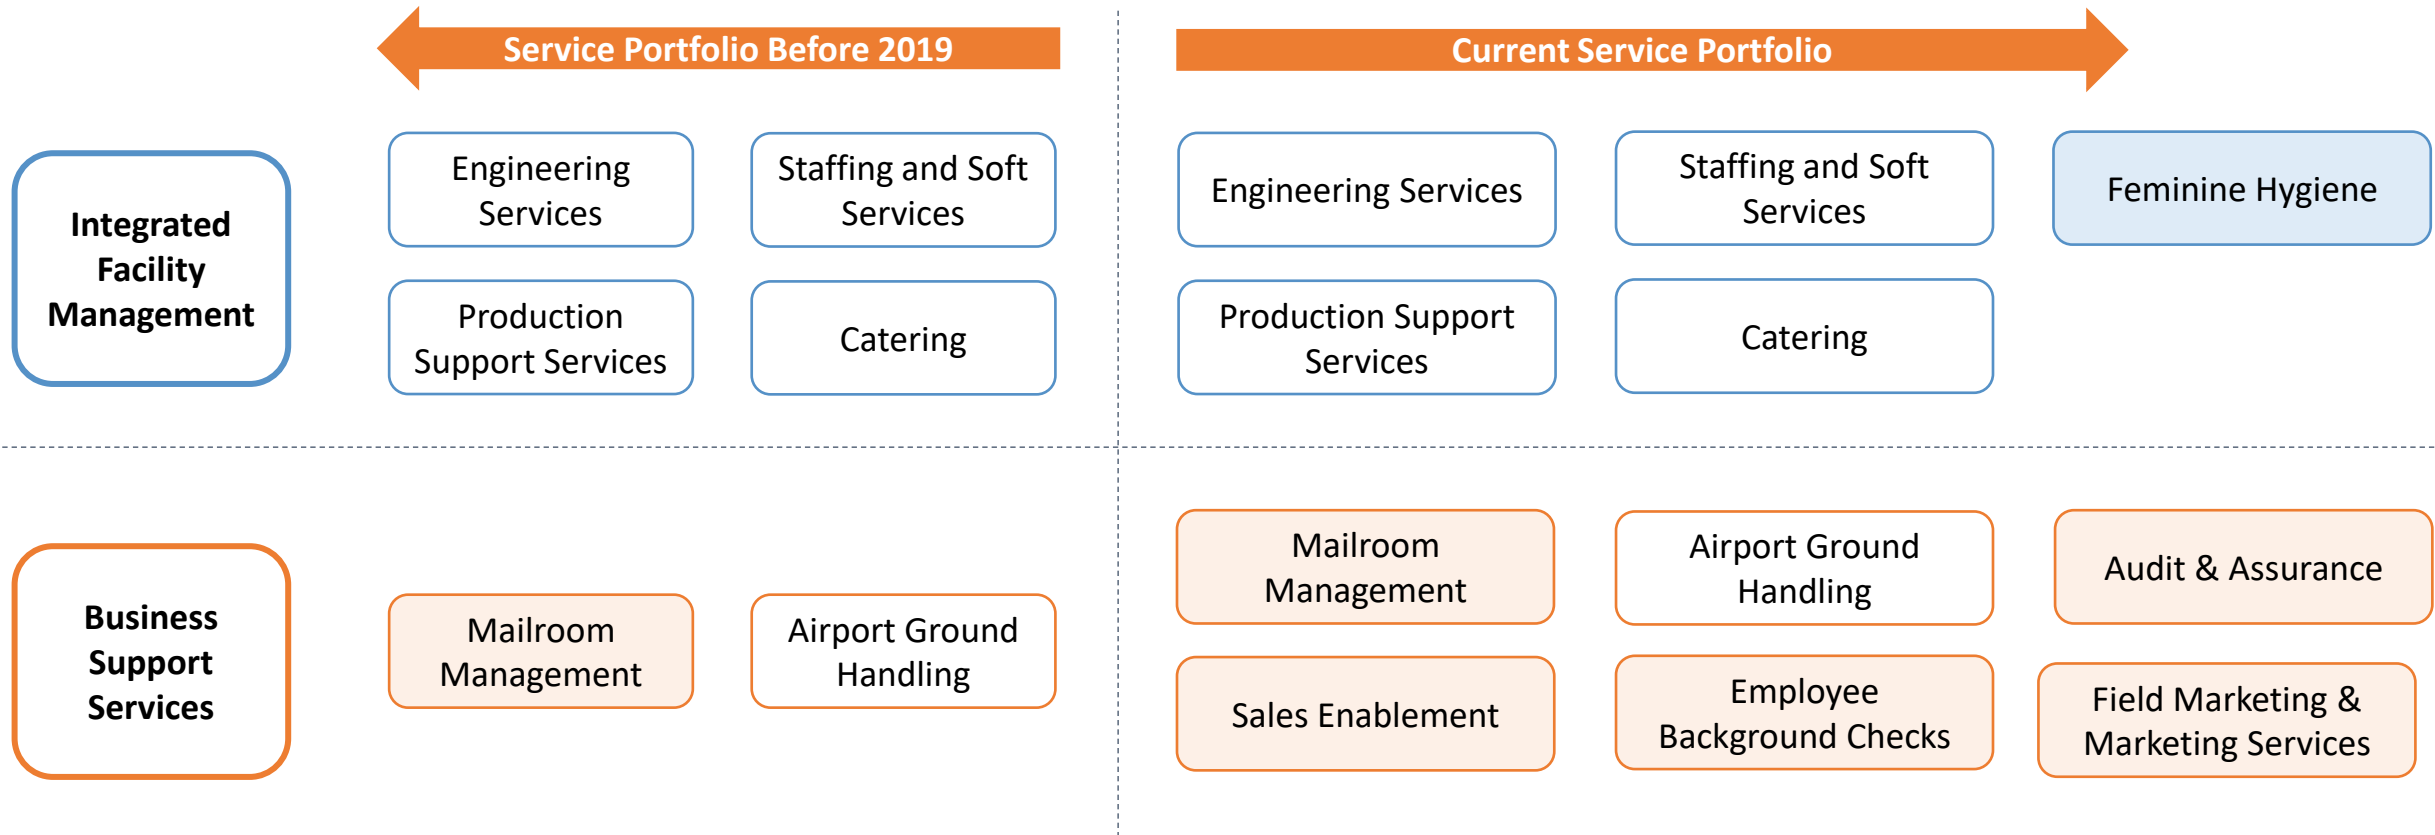 Service Portfolio Before 2019
Current Service Portfolio
Integrated
Facility
Management
Engineering
Services
Staffing and Soft
Services
Production
Support Services
Catering
Engineering Services
Staffing and Soft
Services
Feminine Hygiene
Production Support
Services
Catering
Business
Support
Services
Mailroom
Management
Airport Ground
Handling
Mailroom
Management
Airport Ground
Handling
Audit & Assurance
Sales Enablement
Employee
Background Checks
Field Marketing &
Marketing Services